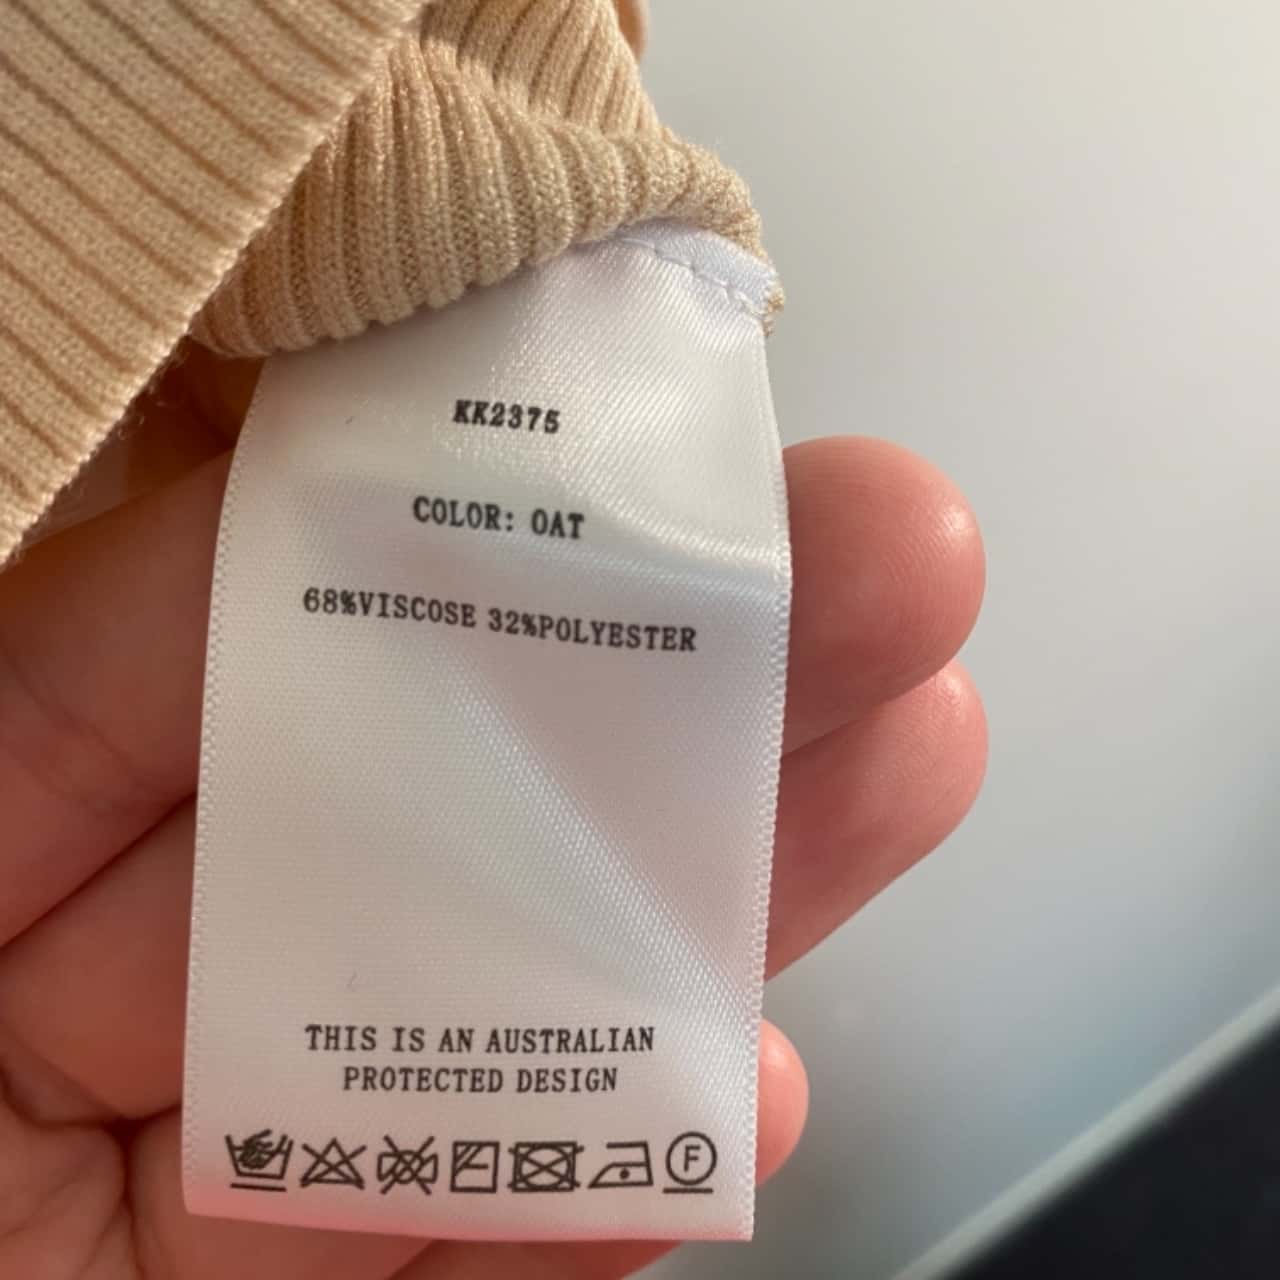 KK2375
COLOR: OAT
68%VISCOSE 32%POLYESTER
THIS IS AN AUSTRALIAN
PROTECTED DESIGN
F